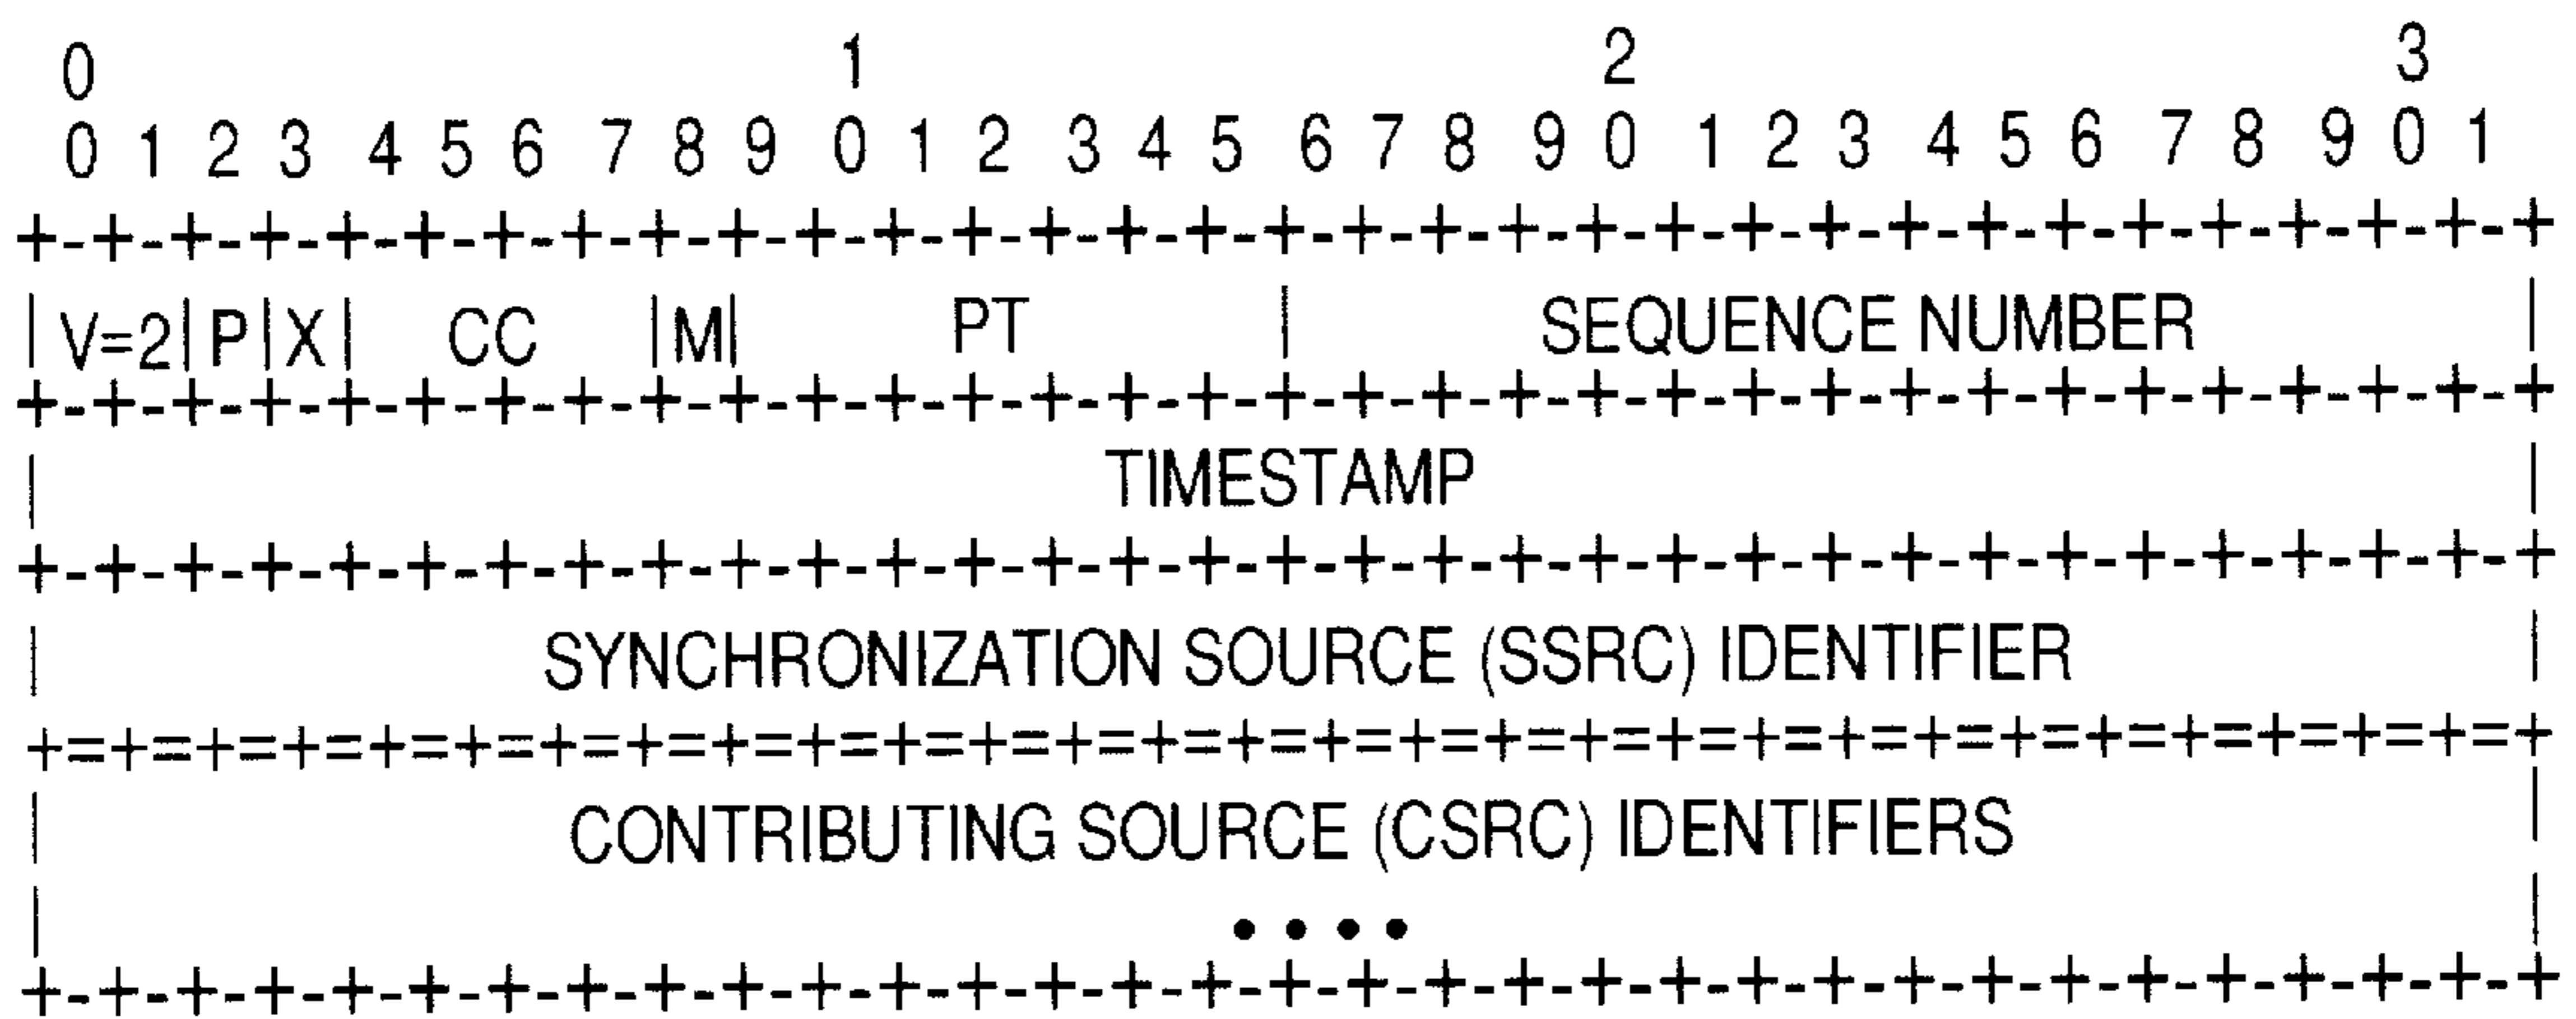 0 1 2 3
0 1 2 3 4 5 6 7 8 9 0 1 2 3 4 5 6 7 8 9 0 1 2 3 4 5 6 7 8 9 0 1
+-+-+-+-+-+-+-+-+-+-+-+-+-+-+-+-+-+-+-+-+-+-+-+-+-+-+-+-+-+-+-+-+
|V=2|P|X| CC |M| PT | SEQUENCE NUMBER |
+-+-+-+-+-+-+-+-+-+-+-+-+-+-+-+-+-+-+-+-+-+-+-+-+-+-+-+-+-+-+-+-+
| TIMESTAMP |
+-+-+-+-+-+-+-+-+-+-+-+-+-+-+-+-+-+-+-+-+-+-+-+-+-+-+-+-+-+-+-+-+
| SYNCHRONIZATION SOURCE (SSRC) IDENTIFIER |
+=+=+=+=+=+=+=+=+=+=+=+=+=+=+=+=+=+=+=+=+=+=+=+=+=+=+=+=+=+
| CONTRIBUTING SOURCE (CSRC) IDENTIFIERS |
| •••• |
+-+-+-+-+-+-+-+-+-+-+-+-+-+-+-+-+-+-+-+-+-+-+-+-+-+-+-+-+-+-+-+-+